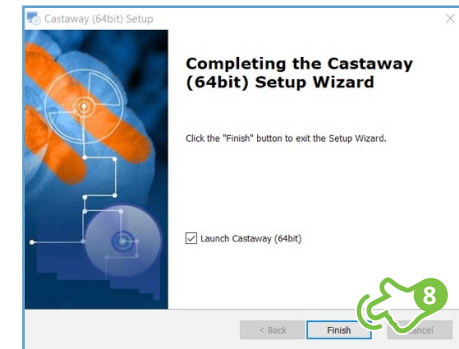 Castaway (64bit) Setup
Completing the Castaway
(64bit) Setup Wizard
Click the "Finish" button to exit the Setup Wizard.
Launch Castaway (64bit)
8
< Back
Finish